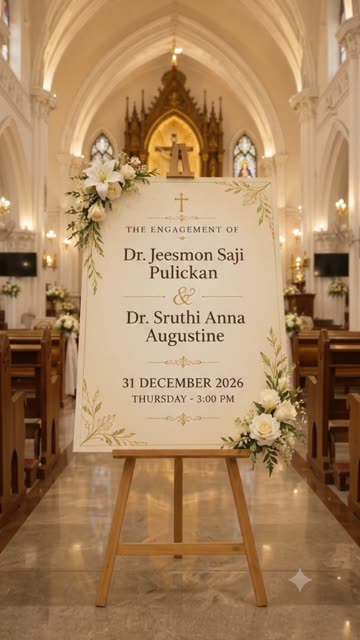 THE ENGAGEMENT OF
Dr. Jeesmon Saji
Pulickan
&
Dr. Sruthi Anna
Augustine
31 DECEMBER 2026
THURSDAY - 3:00 PM